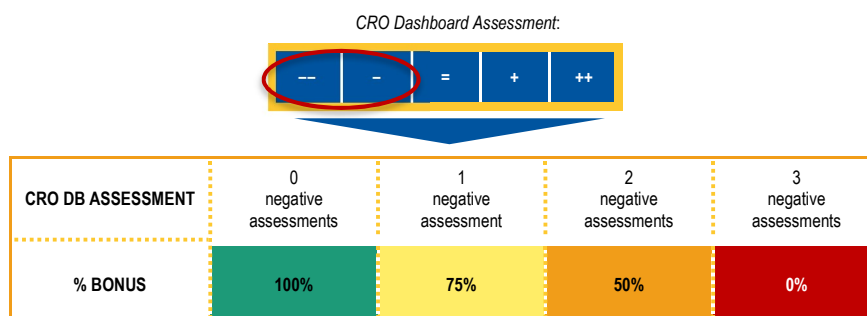 CRO Dashboard Assessment:
−− − = + ++
CRO DB ASSESSMENT
0
negative
assessments
1
negative
assessment
2
negative
assessments
3
negative
assessments
% BONUS
100%
75%
50%
0%